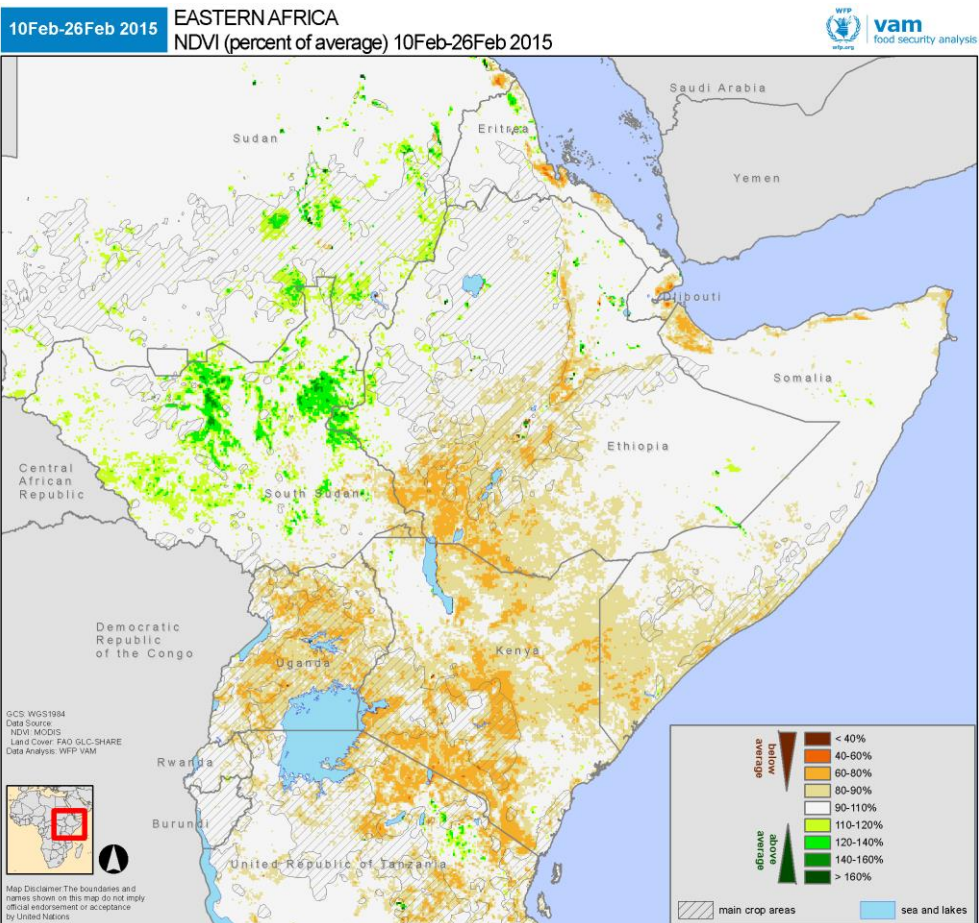 10Feb-26Feb 2015
EASTERN AFRICA
NDVI (percent of average) 10Feb-26Feb 2015
WFP
wfp.org
vam
food security analysis
Saudi Arabia
Sudan
Eritrea
Yemen
Djibouti
Somalia
Ethiopia
Central
African
Republic
South Sudan
Democratic
Republic
of the Congo
Kenya
Uganda
GCS: WGS1984
Data Source:
NDVI: MODIS
Land Cover: FAO GLC-SHARE
Data Analysis: WFP VAM
Rwanda
Burundi
United Republic of Tanzania
Map Disclaimer:The boundaries and
names shown on this map do not imply
official endorsement or acceptance
by United Nations
below
average
< 40%
40-60%
60-80%
80-90%
90-110%
110-120%
above
average
120-140%
140-160%
> 160%
main crop areas
sea and lakes